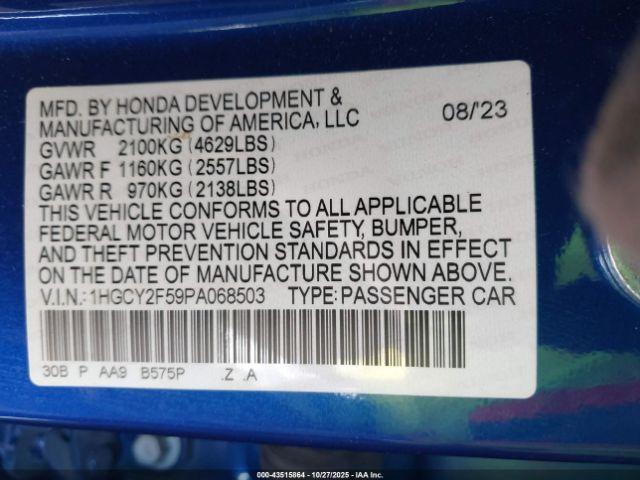 MFD. BY HONDA DEVELOPMENT &
MANUFACTURING OF AMERICA, LLC 08/23
GVWR 2100KG (4629LBS)
GAWR F 1160KG (2557LBS)
GAWR R 970KG (2138LBS)
THIS VEHICLE CONFORMS TO ALL APPLICABLE
FEDERAL MOTOR VEHICLE SAFETY, BUMPER,
AND THEFT PREVENTION STANDARDS IN EFFECT
ON THE DATE OF MANUFACTURE SHOWN ABOVE.
V.I.N.: 1HGCY2F59PA068503 TYPE: PASSENGER CAR
30B P AA9 B575P .Z .A
000-43515864 | 10/27/2025 | IAA Inc.